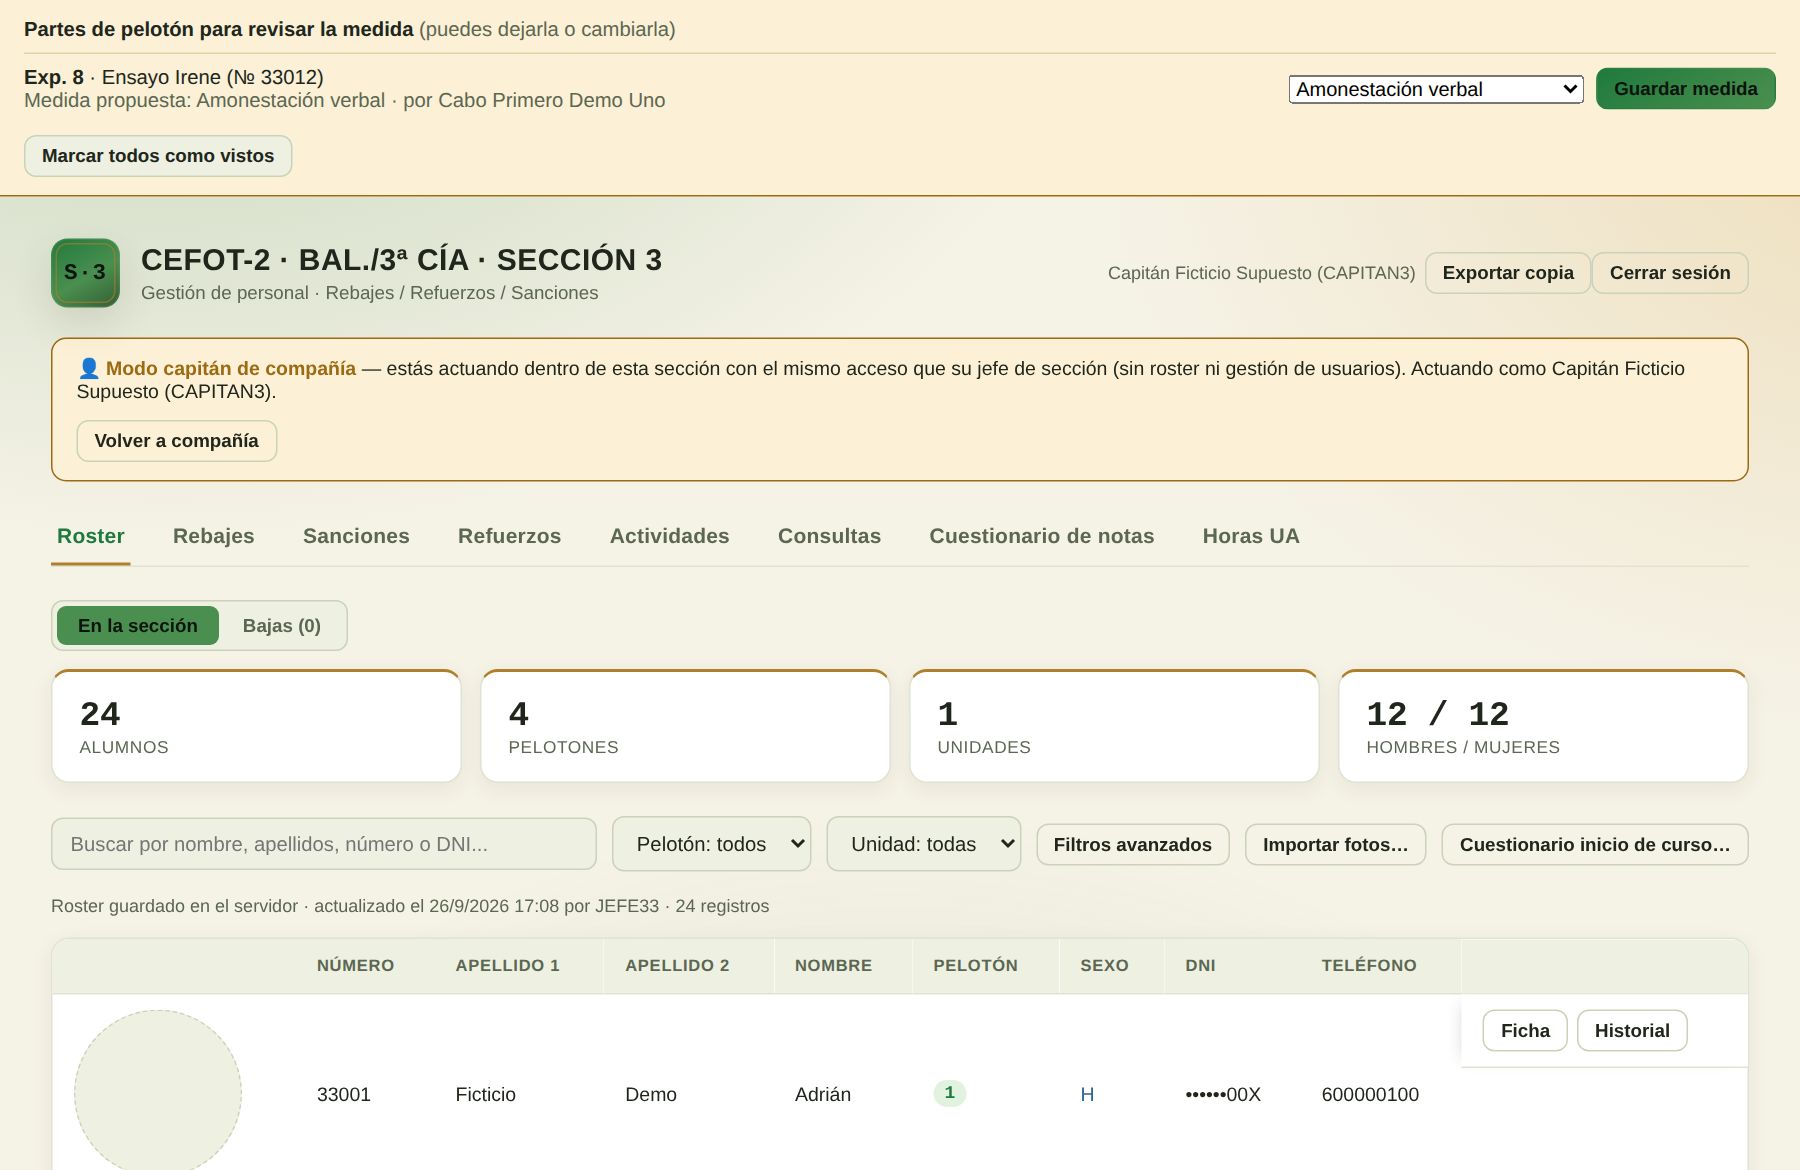 Partes de pelotón para revisar la medida (puedes dejarla o cambiarla)
Exp. 8 · Ensayo Irene (№ 33012)
Medida propuesta: Amonestación verbal · por Cabo Primero Demo Uno
Amonestación verbal
Guardar medida
Marcar todos como vistos
S·3
CEFOT-2 · BAL./3ª CÍA · SECCIÓN 3
Gestión de personal · Rebajes / Refuerzos / Sanciones
Capitán Ficticio Supuesto (CAPITAN3)
Exportar copia
Cerrar sesión
👤 Modo capitán de compañía — estás actuando dentro de esta sección con el mismo acceso que su jefe de sección (sin roster ni gestión de usuarios). Actuando como Capitán Ficticio
Supuesto (CAPITAN3).
Volver a compañía
Roster Rebajes Sanciones Refuerzos Actividades Consultas Cuestionario de notas Horas UA
En la sección Bajas (0)
24 4 1 12 / 12
ALUMNOS PELOTONES UNIDADES HOMBRES / MUJERES
Buscar por nombre, apellidos, número o DNI... Pelotón: todos Unidad: todas Filtros avanzados Importar fotos… Cuestionario inicio de curso…
Roster guardado en el servidor · actualizado el 26/9/2026 17:08 por JEFE33 · 24 registros
NÚMERO APELLIDO 1 APELLIDO 2 NOMBRE PELOTÓN SEXO DNI TELÉFONO
Ficha Historial
33001 Ficticio Demo Adrián 1 H ••••••00X 600000100